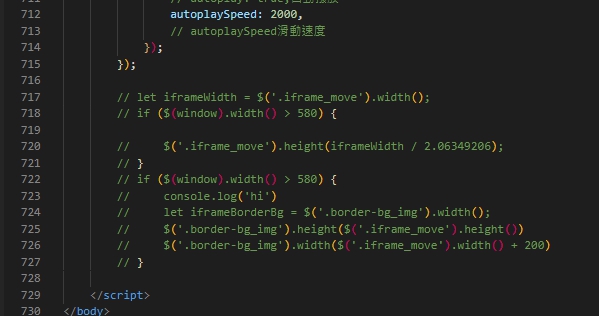 712 autoplaySpeed: 2000,
713 // autoplaySpeed滑動速度
714 });
715 });
716
717 // let iframeWidth = $('.iframe_move').width();
718 // if ($(window).width() > 580) {
719
720 //     $('.iframe_move').height(iframeWidth / 2.06349206);
721 // }
722 // if ($(window).width() > 580) {
723 //     console.log('hi')
724 //     let iframeBorderBg = $('.border-bg_img').width();
725 //     $('.border-bg_img').height($('.iframe_move').height())
726 //     $('.border-bg_img').width($('.iframe_move').width() + 200)
727 // }
728
729 </script>
730 </body>